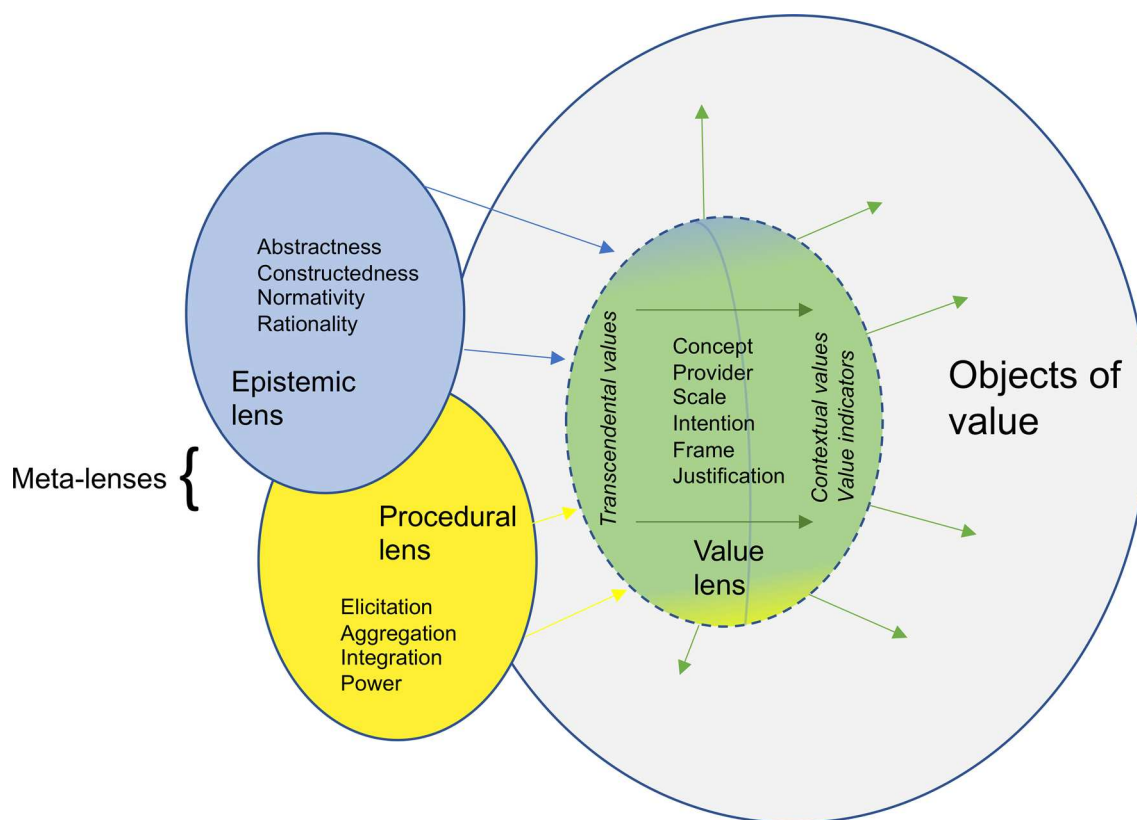 Abstractness
Constructedness
Normativity
Rationality
Epistemic
lens
Meta-lenses {
Procedural
lens
Elicitation
Aggregation
Integration
Power
Transcendental values
Concept
Provider
Scale
Intention
Frame
Justification
Value
lens
Contextual values
Value indicators
Objects of
value